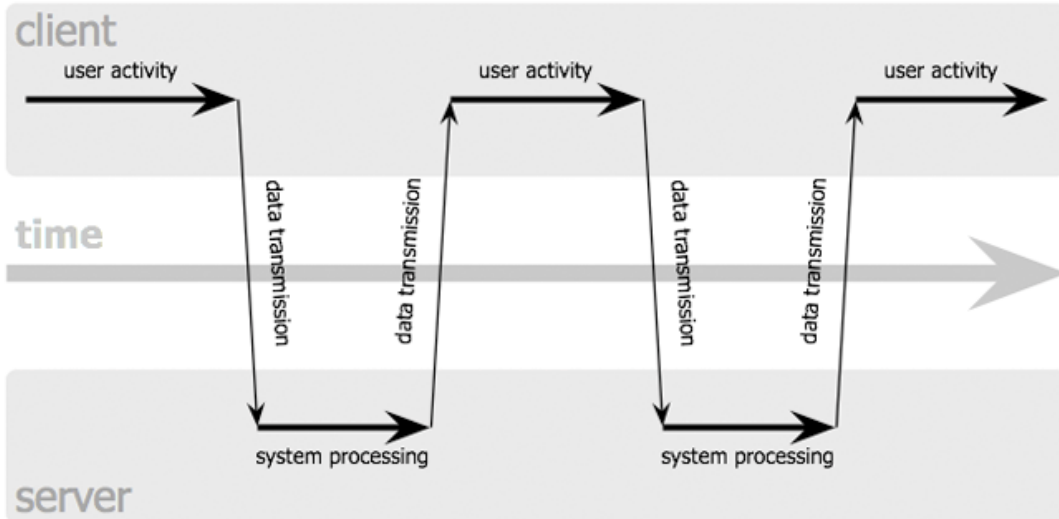 client
user activity
user activity
user activity
data transmission
data transmission
data transmission
data transmission
time
system processing
system processing
server